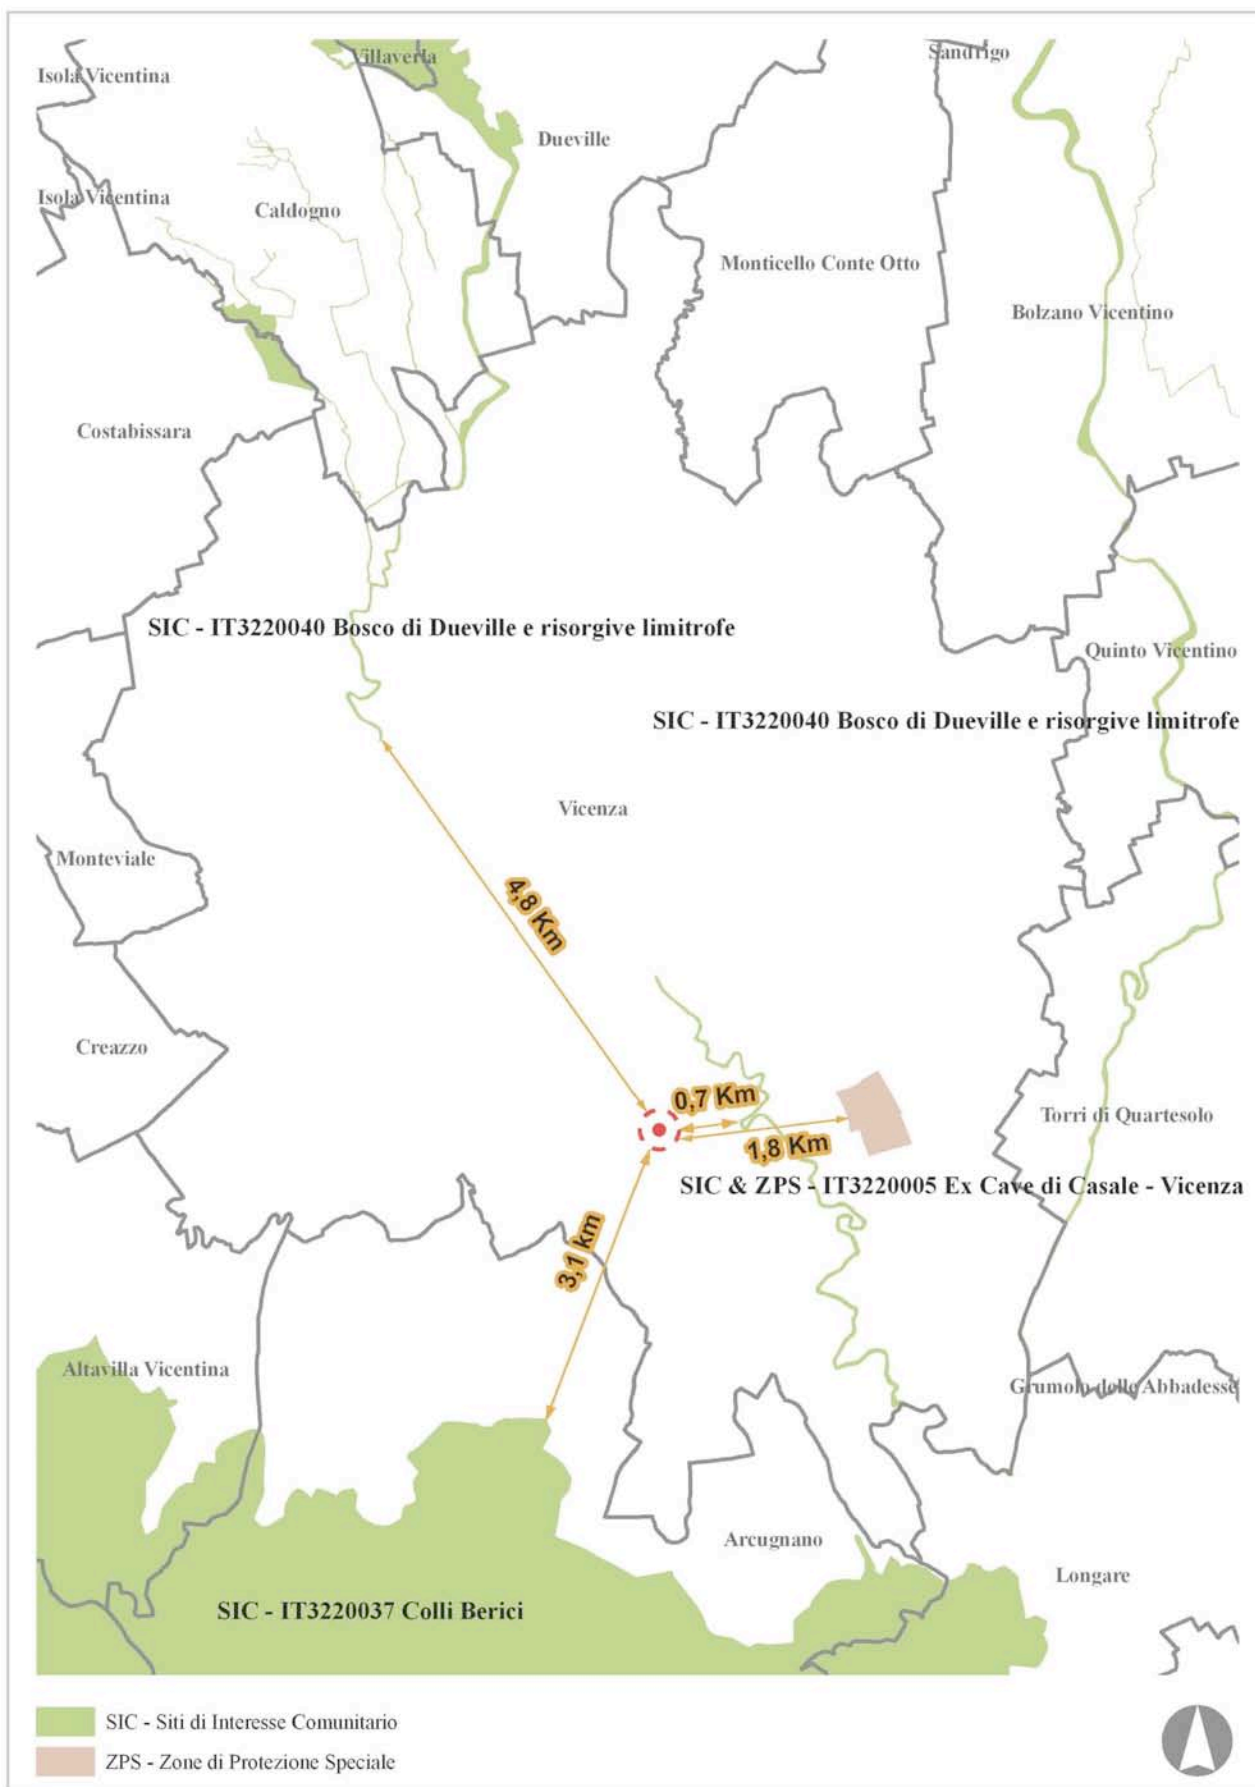 Villaverla
Sandrigo
Isola Vicentina
Dueville
Isola Vicentina
Caldogno
Monticello Conte Otto
Bolzano Vicentino
Costabissara
SIC - IT3220040 Bosco di Dueville e risorgive limitrofe
Quinto Vicentino
SIC - IT3220040 Bosco di Dueville e risorgive limitrofe
Vicenza
Monteviale
4,8 Km
Creazzo
0,7 Km
Torri di Quartesolo
1,8 Km
SIC & ZPS - IT3220005 Ex Cave di Casale - Vicenza
3,1 km
Altavilla Vicentina
Grumolo delle Abbadesse
Arcugnano
Longare
SIC - IT3220037 Colli Berici
SIC - Siti di Interesse Comunitario
ZPS - Zone di Protezione Speciale